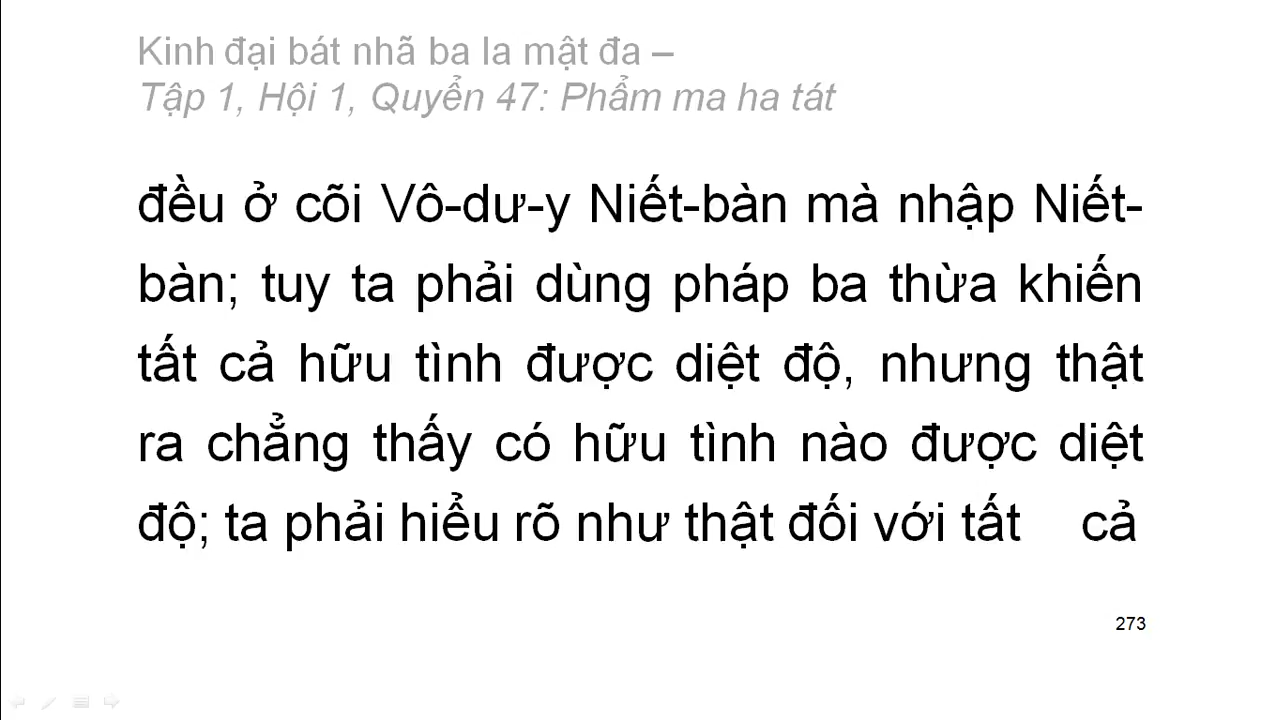 Kinh đại bát nhã ba la mật đa –
Tập 1, Hội 1, Quyển 47: Phẩm ma ha tát
đều ở cõi Vô-dư-y Niết-bàn mà nhập Niết-
bàn; tuy ta phải dùng pháp ba thừa khiến
tất cả hữu tình được diệt độ, nhưng thật
ra chẳng thấy có hữu tình nào được diệt
độ; ta phải hiểu rõ như thật đối với tất cả
273